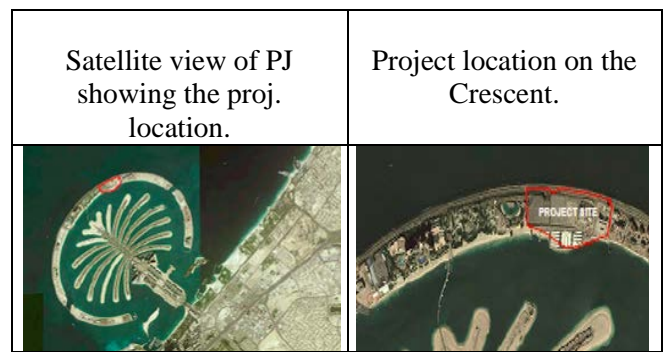 Satellite view of PJ
showing the proj.
location.
Project location on the
Crescent.
PROJECT SITE